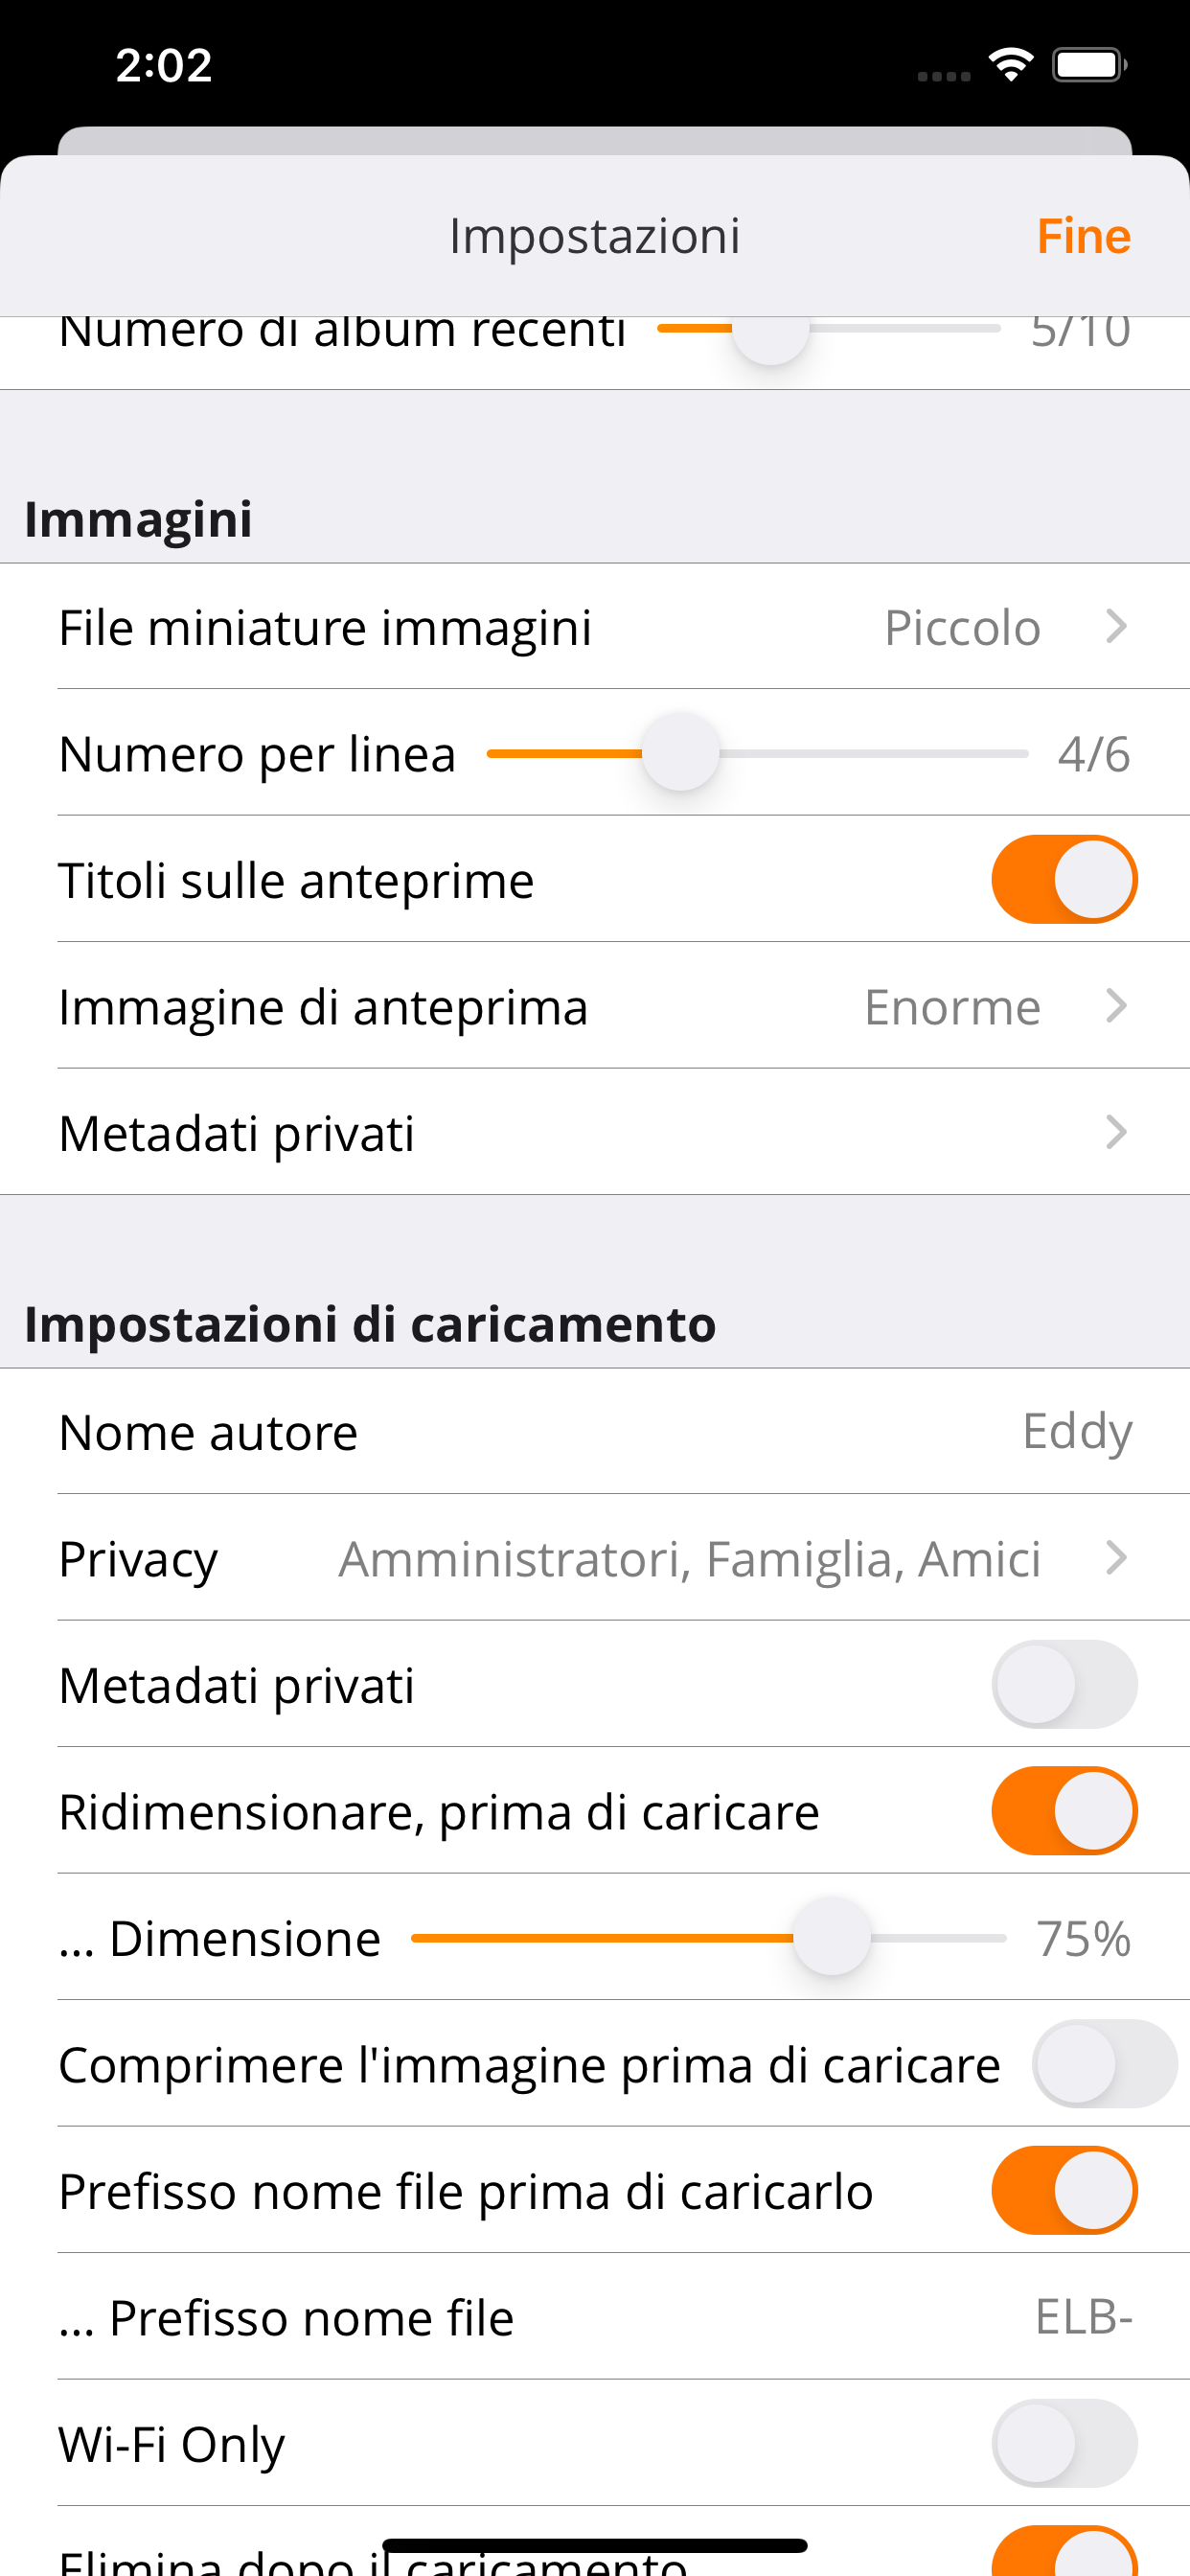 2:02
Impostazioni Fine
Numero di album recenti 5/10
Immagini
File miniature immagini Piccolo
Numero per linea 4/6
Titoli sulle anteprime
Immagine di anteprima Enorme
Metadati privati
Impostazioni di caricamento
Nome autore Eddy
Privacy Amministratori, Famiglia, Amici
Metadati privati
Ridimensionare, prima di caricare
... Dimensione 75%
Comprimere l'immagine prima di caricare
Prefisso nome file prima di caricarlo
... Prefisso nome file ELB-
Wi-Fi Only
Elimina dopo il caricamento